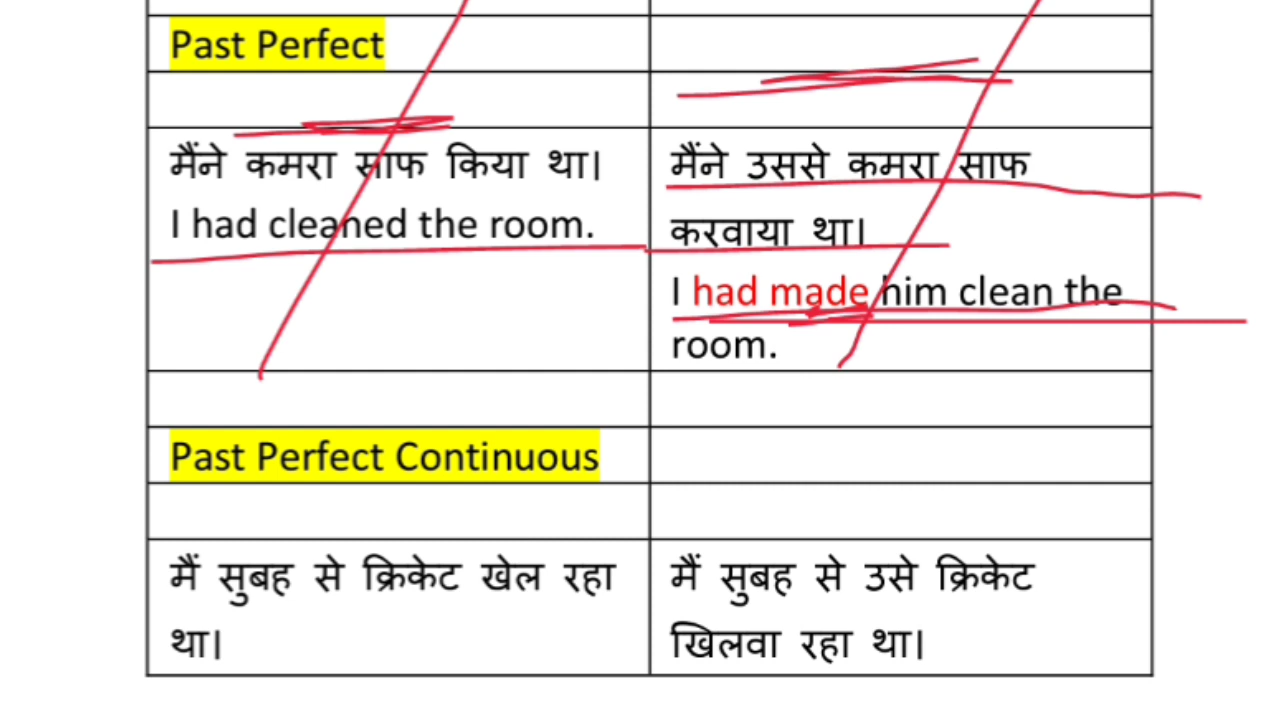 Past Perfect
मैंने कमरा साफ किया था।
I had cleaned the room.
मैंने उससे कमरा साफ
करवाया था।
I had made him clean the
room.
Past Perfect Continuous
मैं सुबह से क्रिकेट खेल रहा
था।
मैं सुबह से उसे क्रिकेट
खिलवा रहा था।